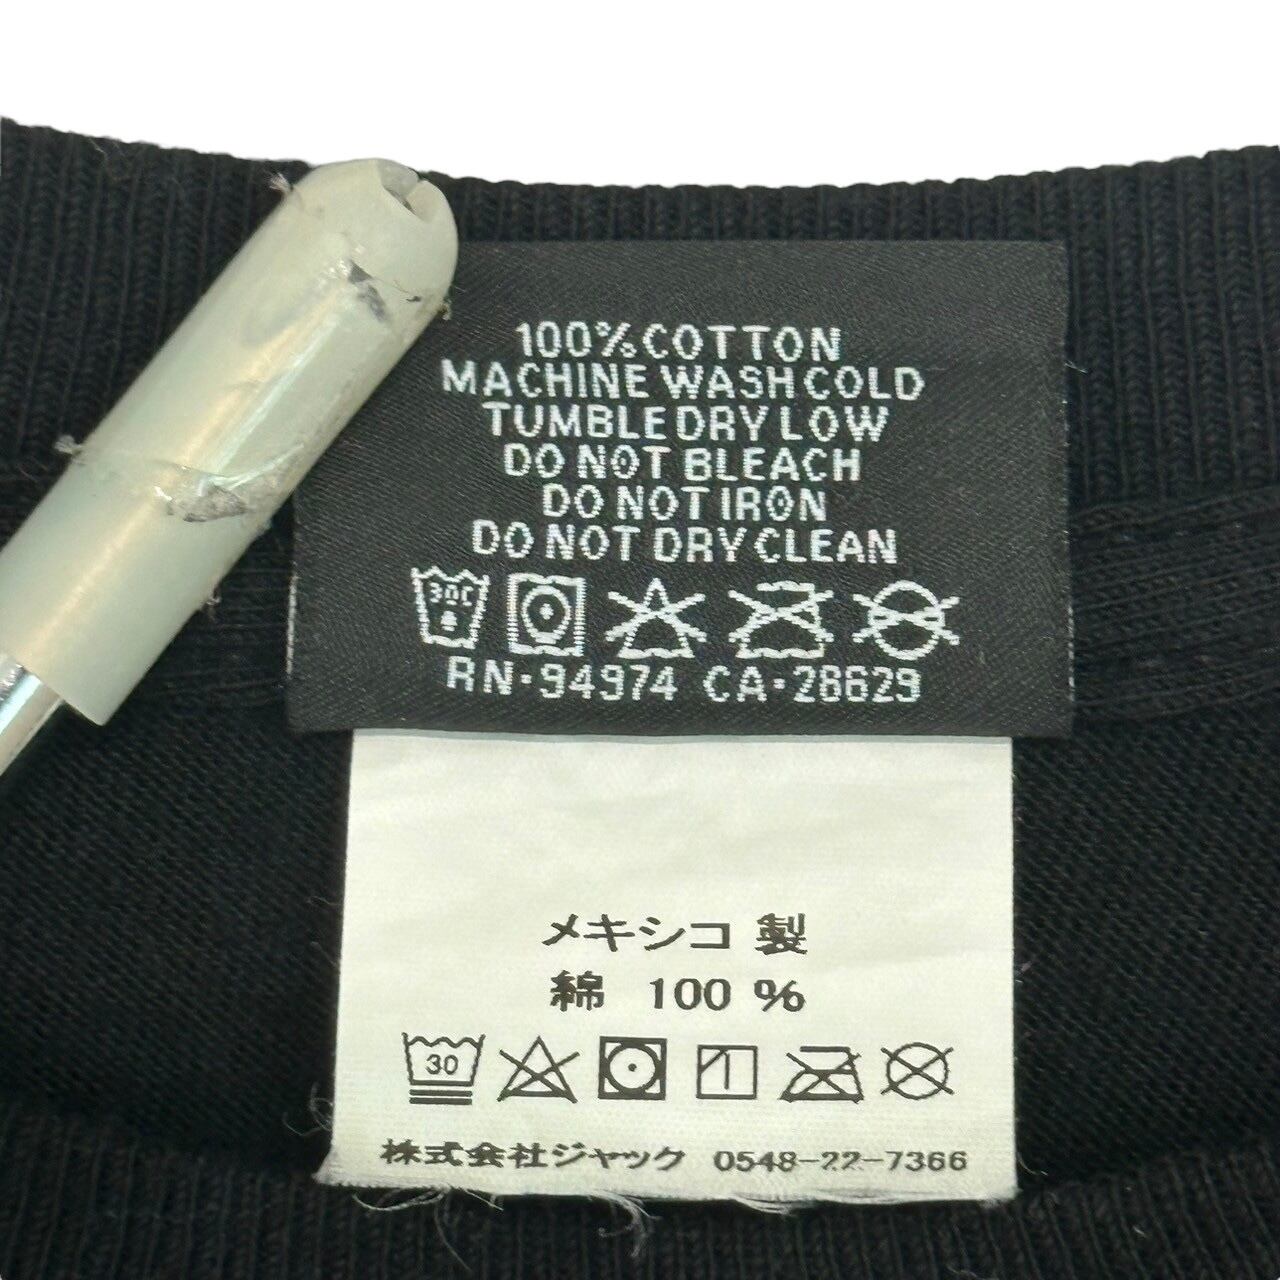 100% COTTON
MACHINE WASH COLD
TUMBLE DRY LOW
DO NOT BLEACH
DO NOT IRON
DO NOT DRY CLEAN
30C
RN-94974 CA-28629
メキシコ 製
綿 100 %
30
株式会社ジャック 0548-22-7366